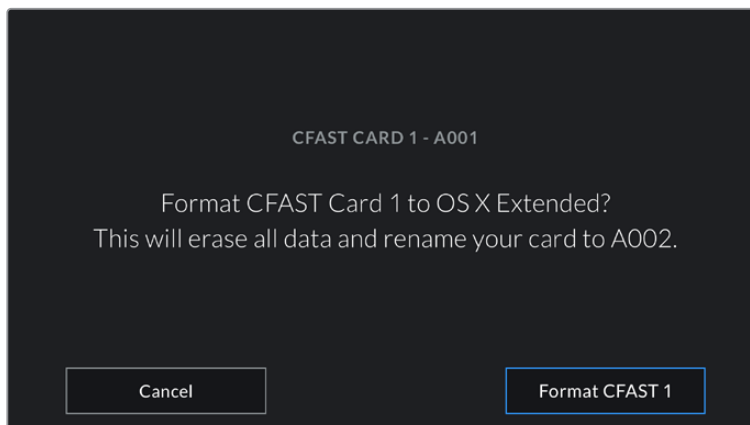 CFAST CARD 1 - A001
Format CFAST Card 1 to OS X Extended?
This will erase all data and rename your card to A002.
Cancel
Format CFAST 1